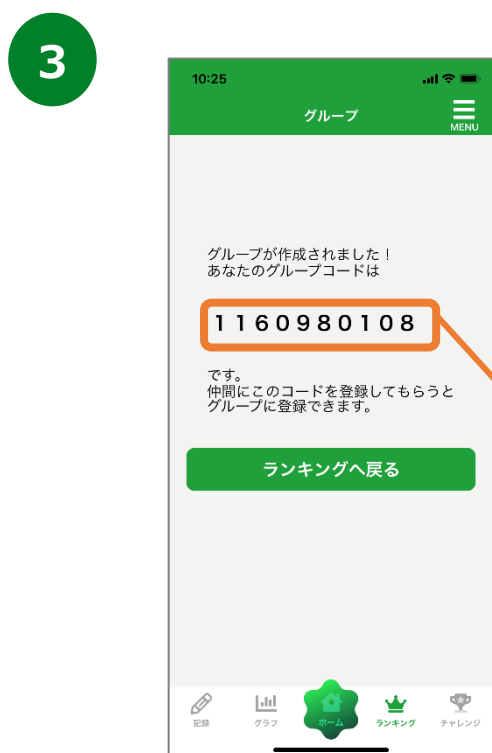 3
10:25
グループ
MENU
グループが作成されました！
あなたのグループコードは
1160980108
です。
仲間にこのコードを登録してもらうと
グループに登録できます。
ランキングへ戻る
記録
グラフ
ホーム
ランキング
チャレンジ